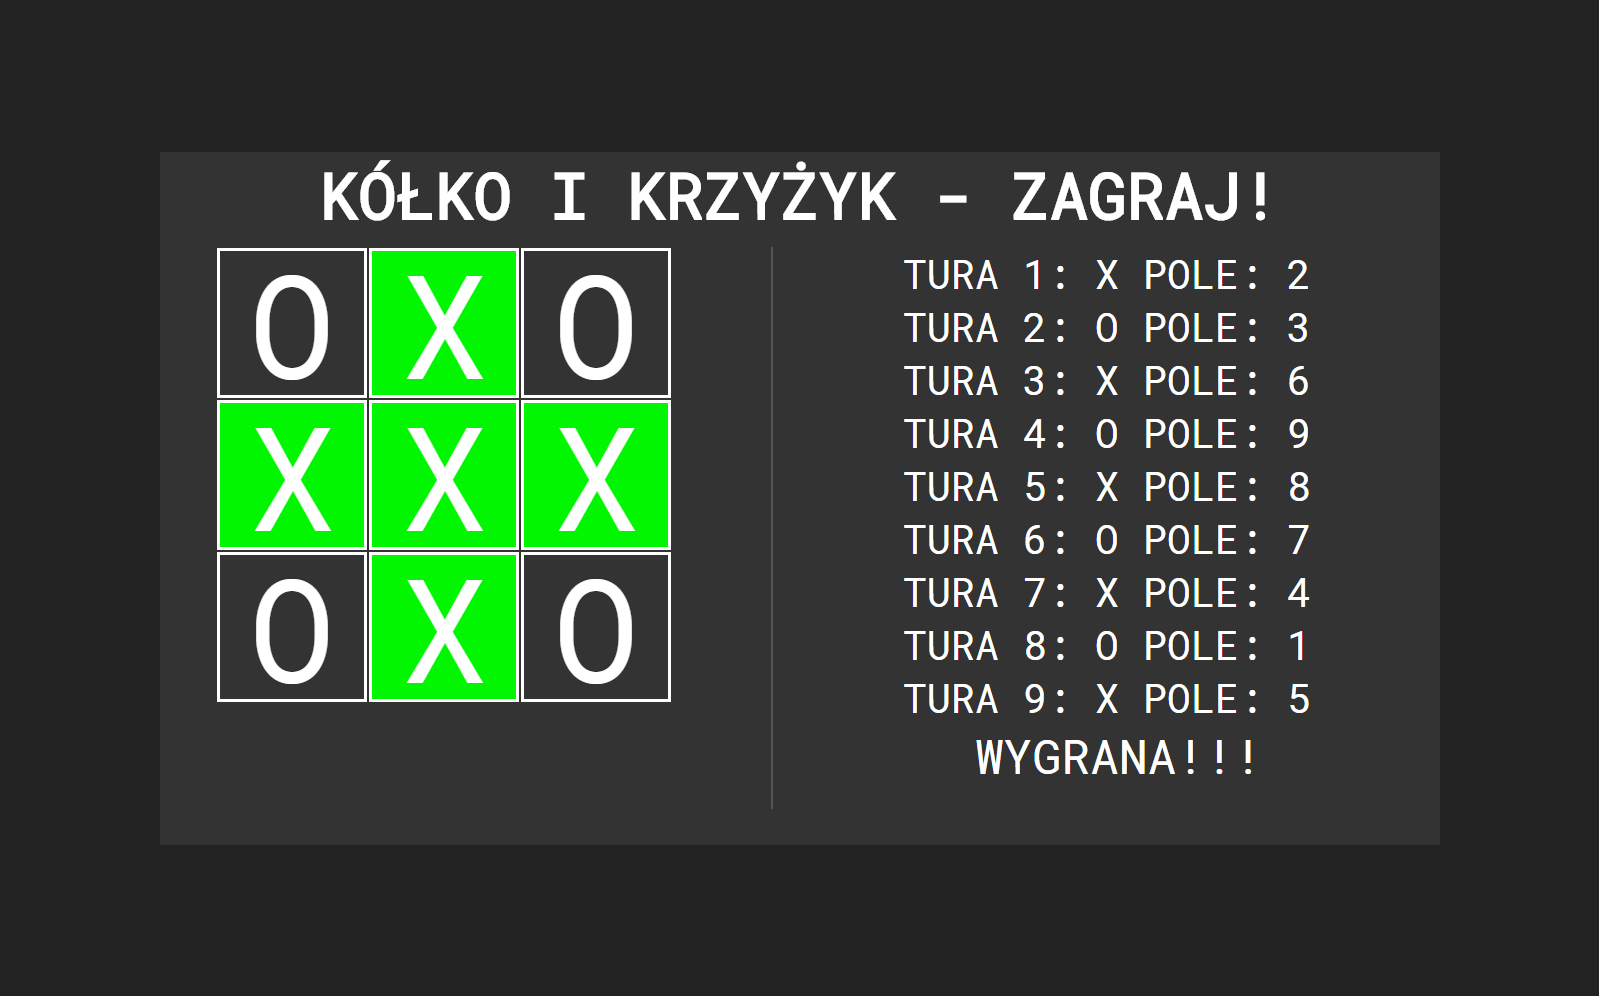 KÓŁKO I KRZYŻYK - ZAGRAJ!
O X O
X X X
O X O
TURA 1: X POLE: 2
TURA 2: O POLE: 3
TURA 3: X POLE: 6
TURA 4: O POLE: 9
TURA 5: X POLE: 8
TURA 6: O POLE: 7
TURA 7: X POLE: 4
TURA 8: O POLE: 1
TURA 9: X POLE: 5
WYGRANA!!!